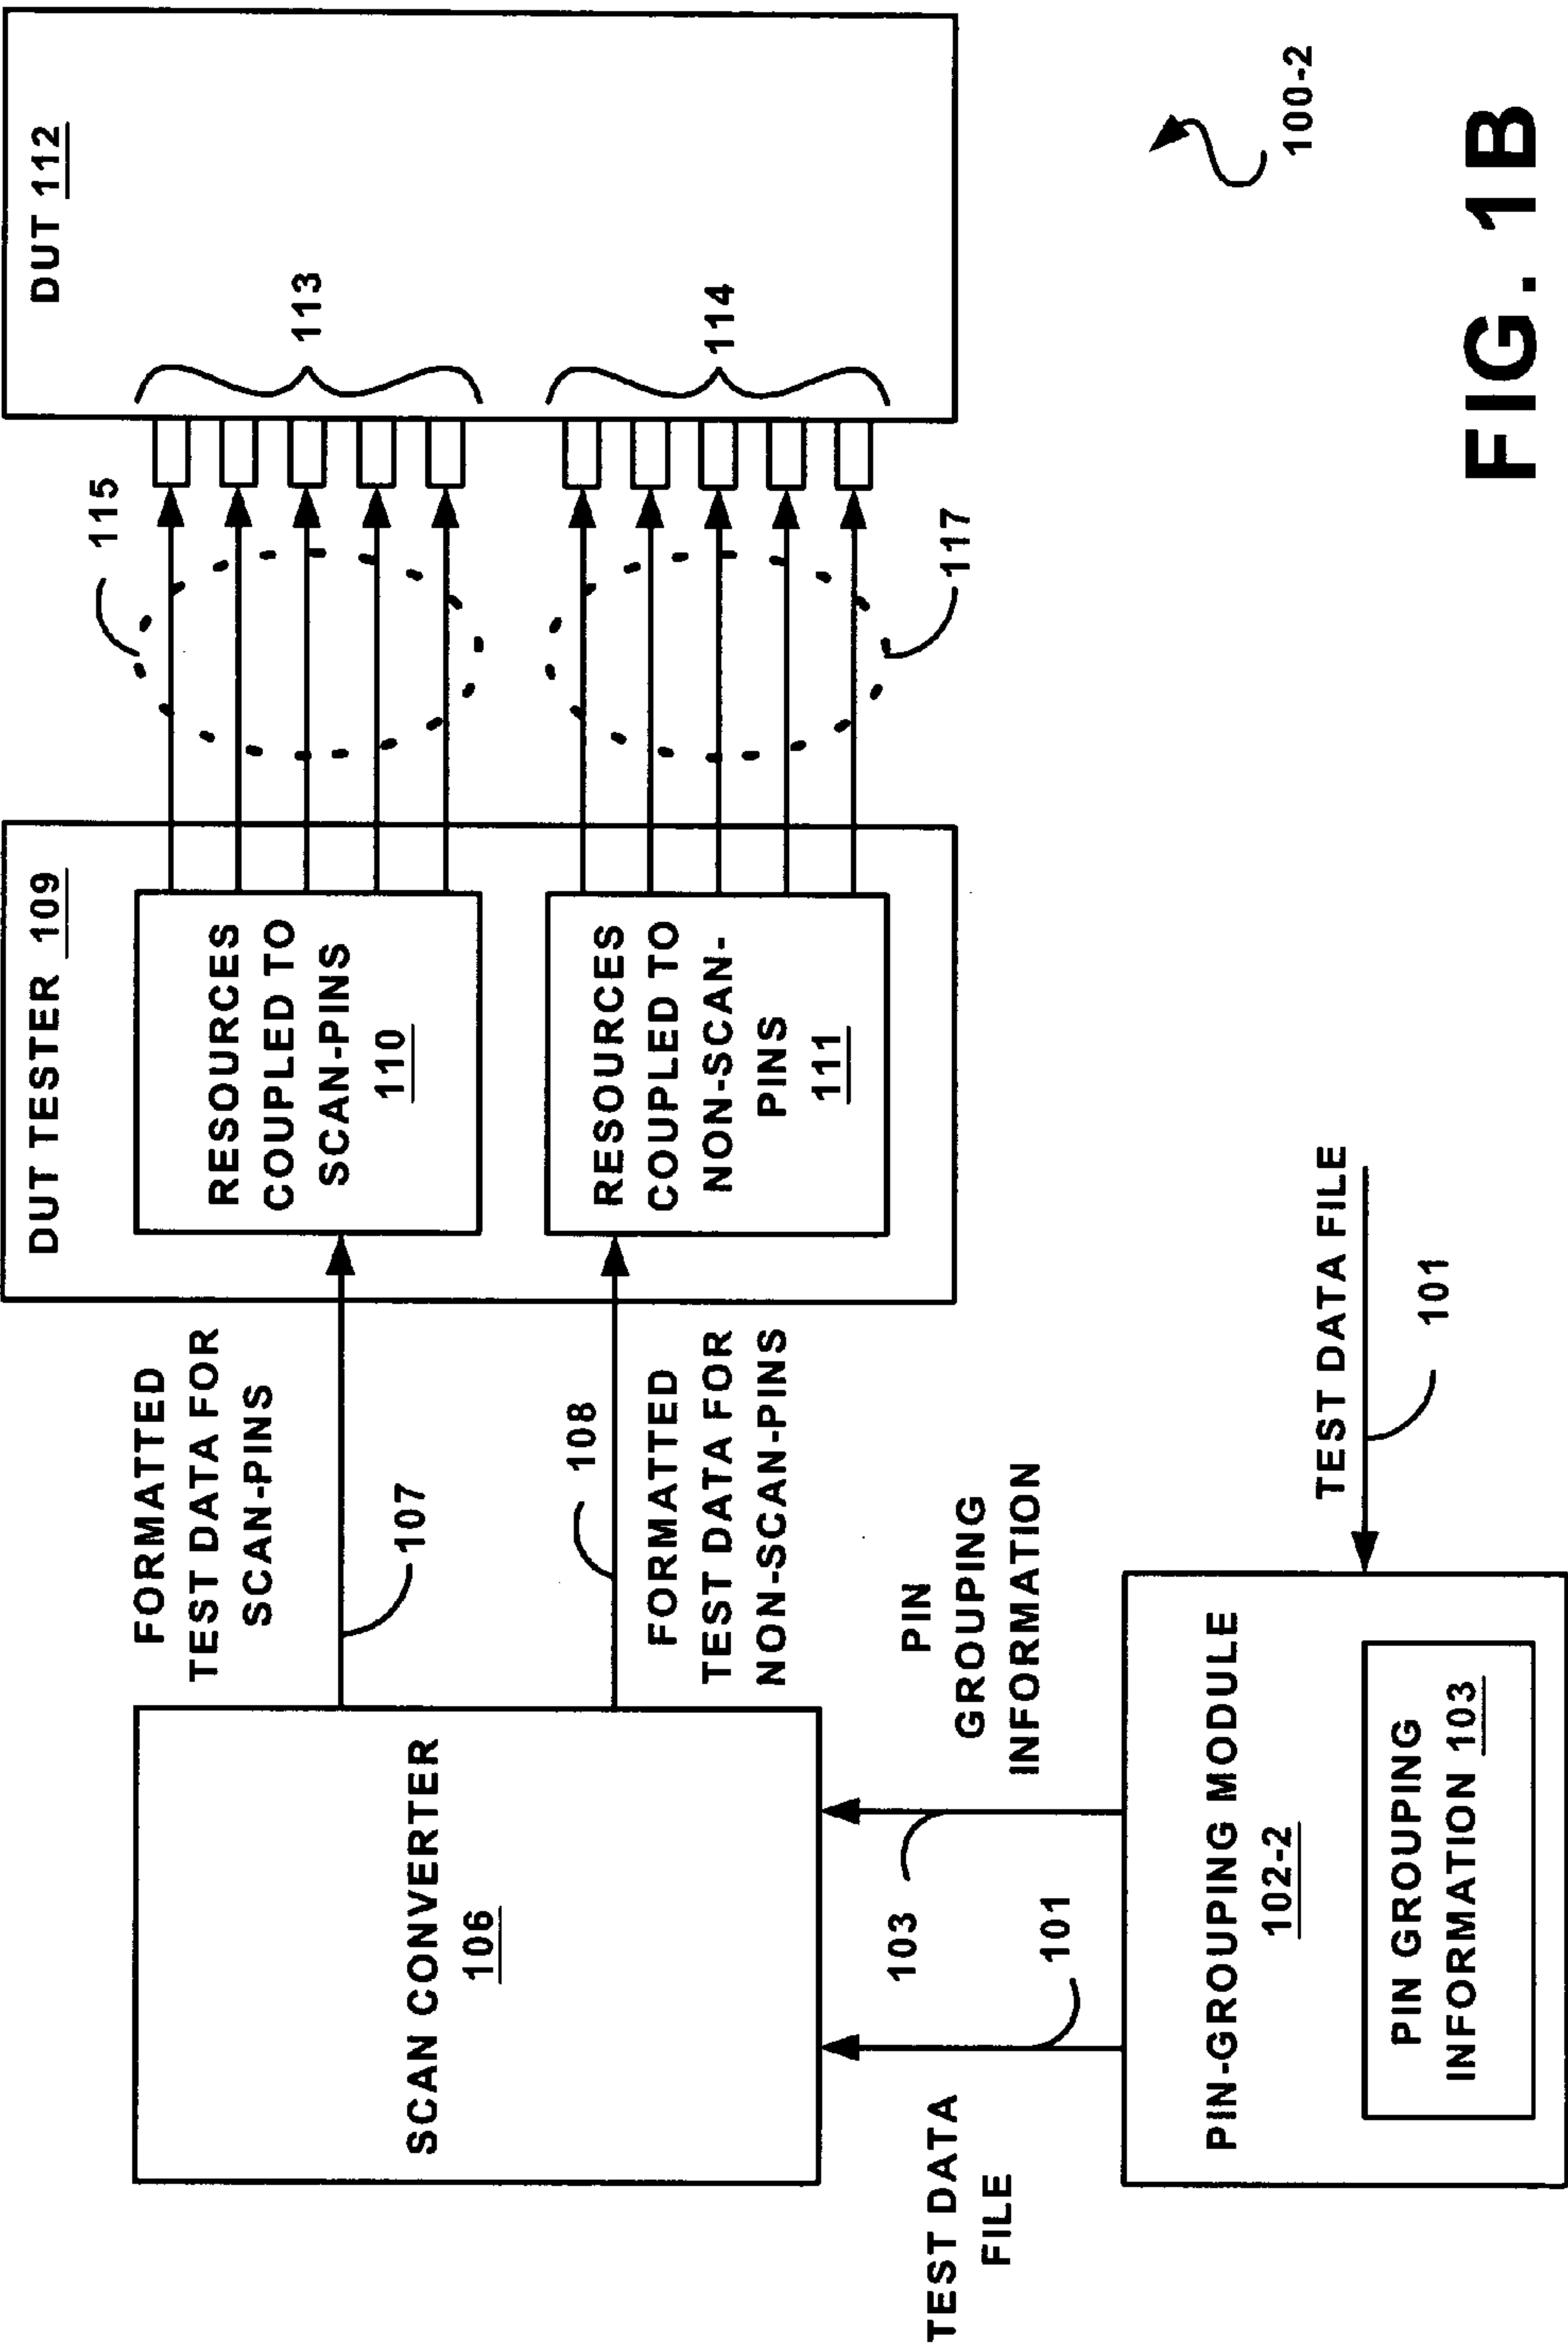 FORMATTED
TEST DATA FOR
SCAN-PINS
107
SCAN CONVERTER
106
108
FORMATTED
TEST DATA FOR
NON-SCAN-PINS
DUT TESTER 109
RESOURCES
COUPLED TO
SCAN-PINS
110
RESOURCES
COUPLED TO
NON-SCAN-
PINS
111
115
117
DUT 112
113
114
TEST DATA
FILE
101
103
PIN
GROUPING
INFORMATION
PIN-GROUPING MODULE
102-2
PIN GROUPING
INFORMATION 103
TEST DATA FILE
101
100-2
FIG. 1B